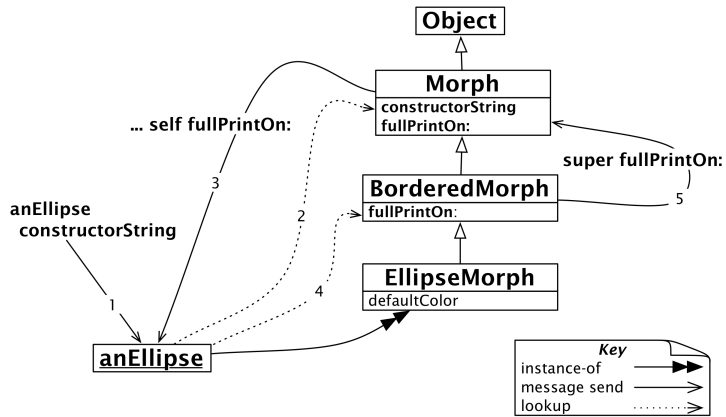 Object
Morph
constructorString
fullPrintOn:
... self fullPrintOn:
super fullPrintOn:
3
BorderedMorph
fullPrintOn:
anEllipse
constructorString
2
5
EllipseMorph
defaultColor
4
1
anEllipse
Key
instance-of
message send
lookup